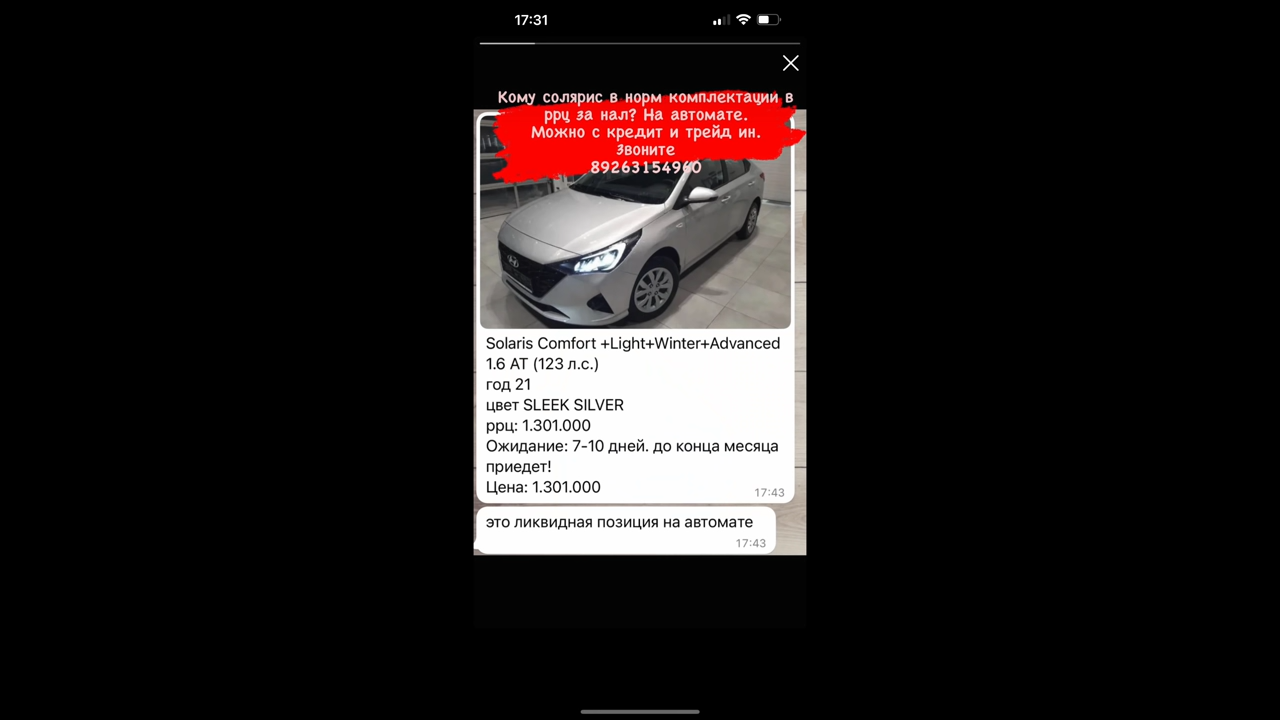 17:31
Кому солярис в норм комплектации в
ррц за нал? На автомате.
Можно с кредит и трейд ин.
Звоните
89263154960
Solaris Comfort +Light+Winter+Advanced
1.6 AT (123 л.с.)
год 21
цвет SLEEK SILVER
ррц: 1.301.000
Ожидание: 7-10 дней. до конца месяца
приедет!
Цена: 1.301.000
17:43
это ликвидная позиция на автомате
17:43